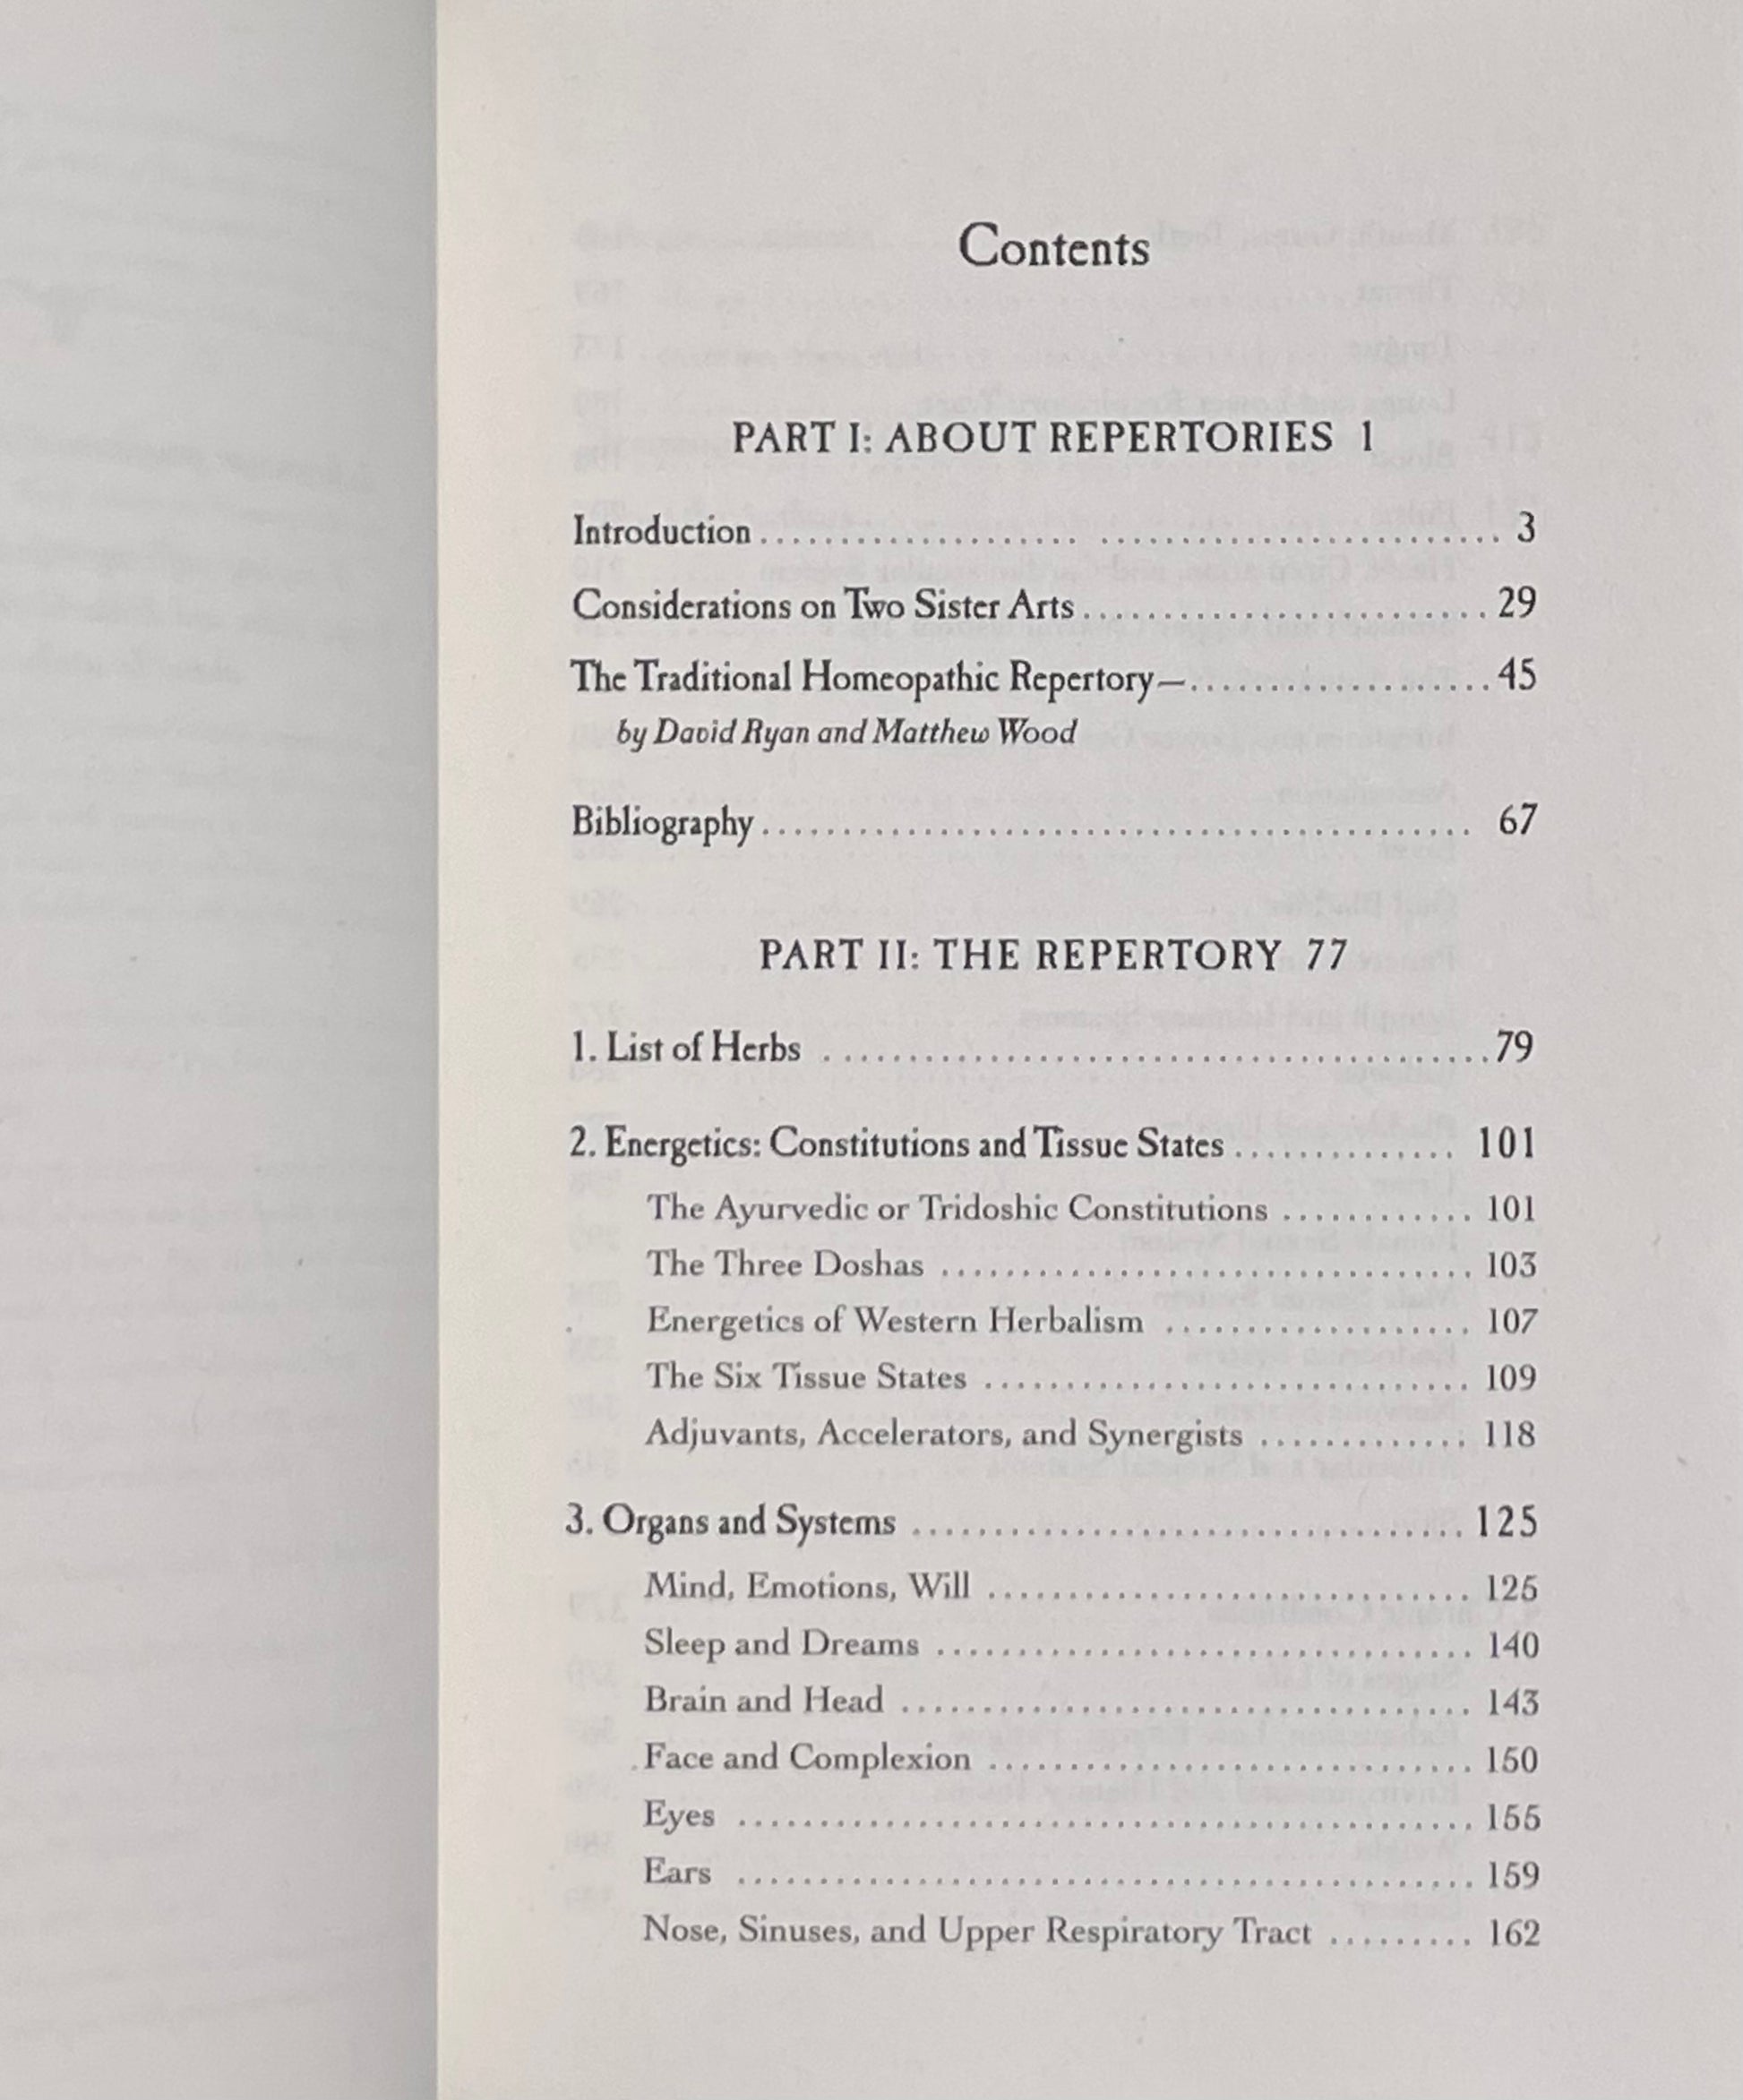 Contents
PART I: ABOUT REPERTORIES 1
Introduction.................... ......................... 3
Considerations on Two Sister Arts......................... 29
The Traditional Homeopathic Repertory—................... 45
by David Ryan and Matthew Wood
Bibliography............................................ 67
PART II: THE REPERTORY 77
1. List of Herbs .........................................79
2. Energetics: Constitutions and Tissue States.............. 101
The Ayurvedic or Tridoshic Constitutions ............ 101
The Three Doshas ................................. 103
Energetics of Western Herbalism ................... 107
The Six Tissue States .............................. 109
Adjuvants, Accelerators, and Synergists ............. 118
3. Organs and Systems .................................. 125
Mind, Emotions, Will .............................. 125
Sleep and Dreams ................................. 140
Brain and Head ................................... 143
Face and Complexion .............................. 150
Eyes ............................................. 155
Ears ............................................. 159
Nose, Sinuses, and Upper Respiratory Tract ......... 162